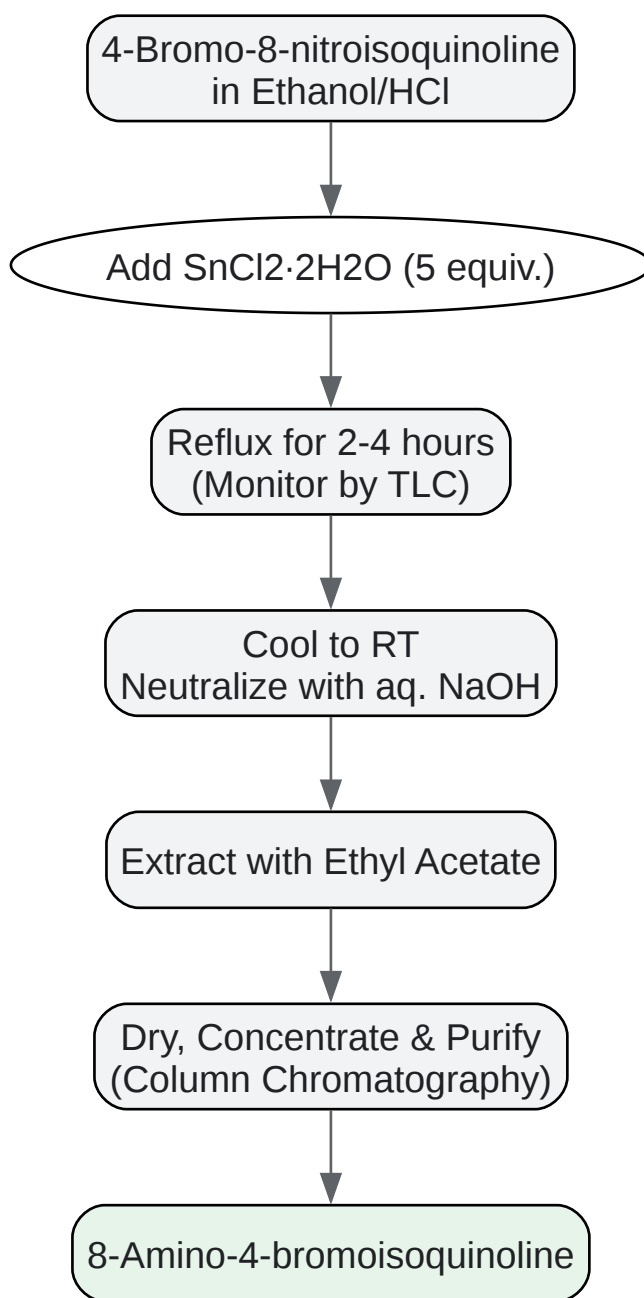 4-Bromo-8-nitroisoquinoline
in Ethanol/HCl
Add SnCl2·2H2O (5 equiv.)
Reflux for 2-4 hours
(Monitor by TLC)
Cool to RT
Neutralize with aq. NaOH
Extract with Ethyl Acetate
Dry, Concentrate & Purify
(Column Chromatography)
8-Amino-4-bromoisoquinoline